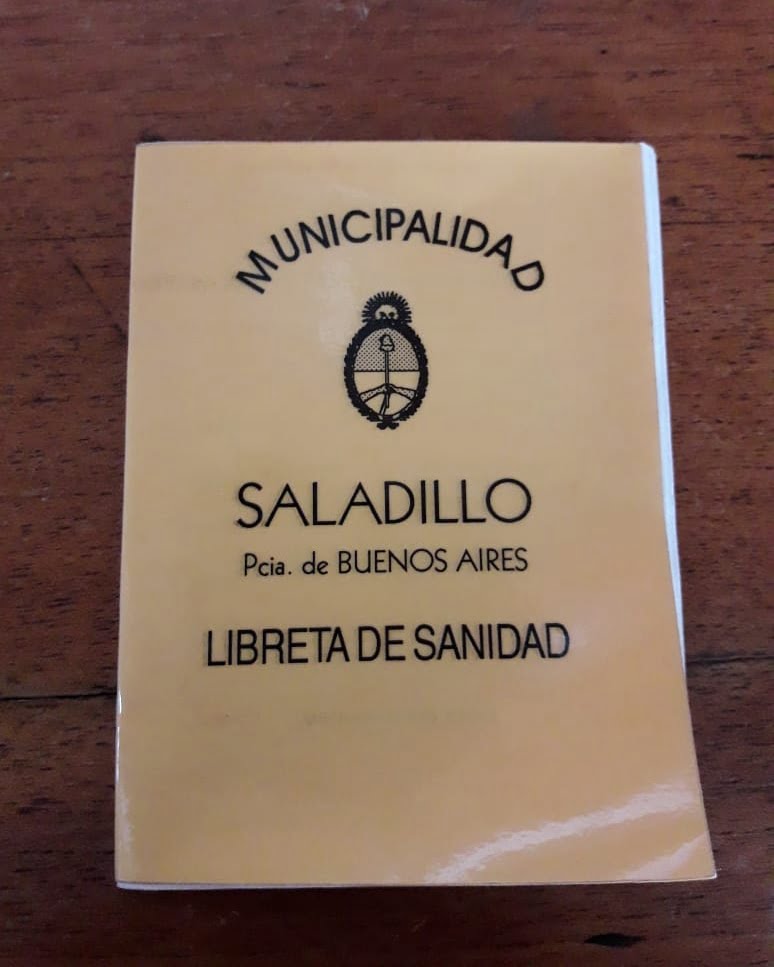 MUNICIPALIDAD
SALADILLO
Pcia. de BUENOS AIRES
LIBRETA DE SANIDAD